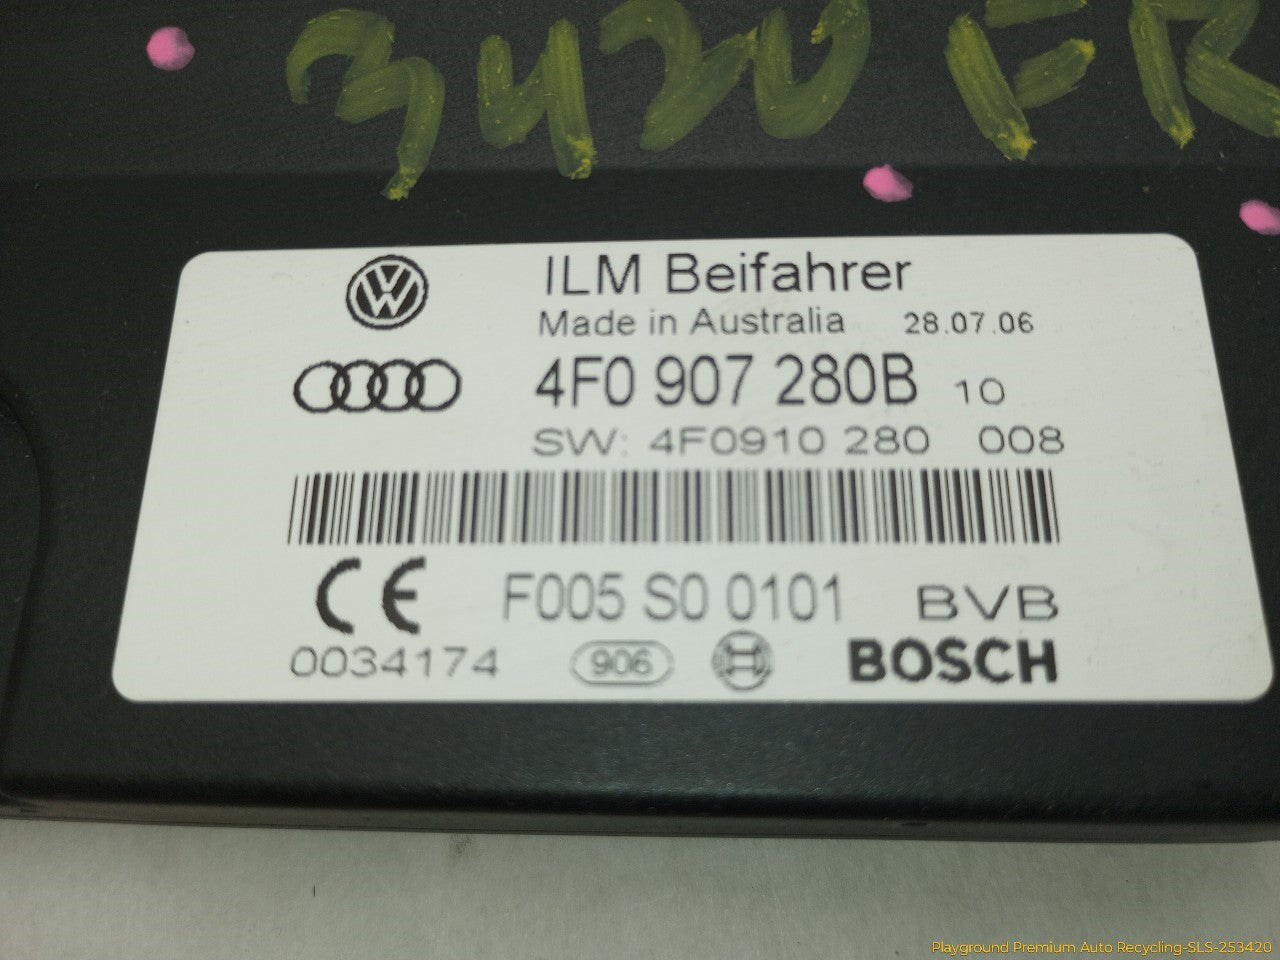 3420 FR
ILM Beifahrer
Made in Australia 28.07.06
4F0 907 280B 10
SW: 4F0910 280 008
CE F005 S0 0101 BVB
0034174 906 BOSCH
Playground Premium Auto Recycling-SLS-253420